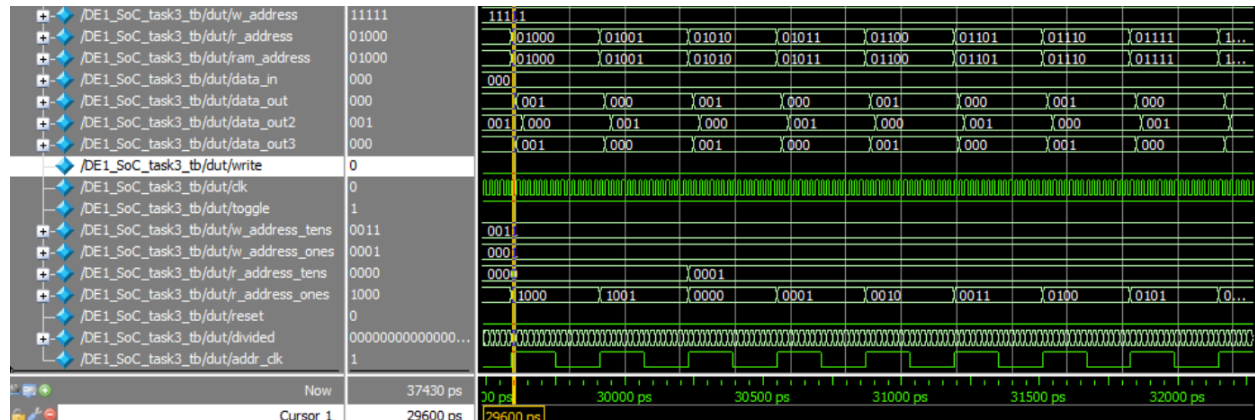 /DE1_SoC_task3_tb/dut/w_address 11111 1111 1
/DE1_SoC_task3_tb/dut/r_address 01000 01000 01001 01010 01011 01100 01101 01110 01111 1...
/DE1_SoC_task3_tb/dut/ram_address 01000 01000 01001 01010 01011 01100 01101 01110 01111 1...
/DE1_SoC_task3_tb/dut/data_in 000 000
/DE1_SoC_task3_tb/dut/data_out 000 001 000 001 000 001 000 001 000
/DE1_SoC_task3_tb/dut/data_out2 001 001 000 001 000 001 000 001 000 001
/DE1_SoC_task3_tb/dut/data_out3 000 001 000 001 000 001 000 001 000
/DE1_SoC_task3_tb/dut/write 0
/DE1_SoC_task3_tb/dut/clk 0
/DE1_SoC_task3_tb/dut/toggle 1
/DE1_SoC_task3_tb/dut/w_address_tens 0011 001
/DE1_SoC_task3_tb/dut/w_address_ones 0001 000
/DE1_SoC_task3_tb/dut/r_address_tens 0000 000 0001
/DE1_SoC_task3_tb/dut/r_address_ones 1000 1000 1001 0000 0001 0010 0011 0100 0101 0...
/DE1_SoC_task3_tb/dut/reset 0
/DE1_SoC_task3_tb/dut/divided 00000000000000...
/DE1_SoC_task3_tb/dut/addr_clk 1
Now 37430 ps 00 ps 30000 ps 30500 ps 31000 ps 31500 ps 32000 ps
Cursor 1 29600 ps 29600 ps